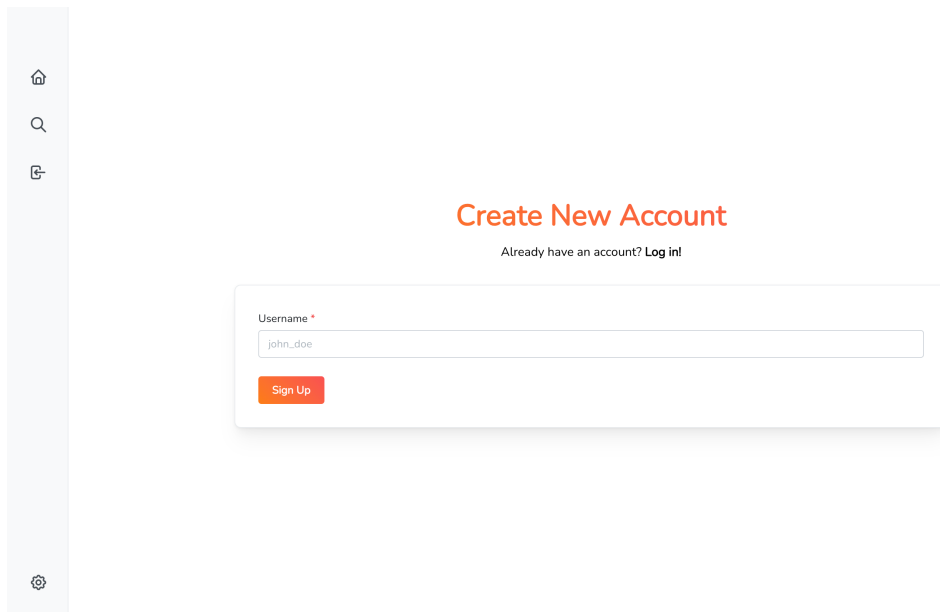 Create New Account
Already have an account? Log in!
Username *
john_doe
Sign Up